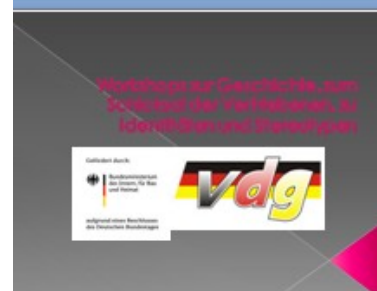 Workshops zur Geschichte, zum
Schicksal der Vertriebenen, zu
Identitäten und Stereotypen
Gefördert durch:
Bundesministerium
des Innern, für Bau
und Heimat
aufgrund eines Beschlusses
des Deutschen Bundestages
vdg